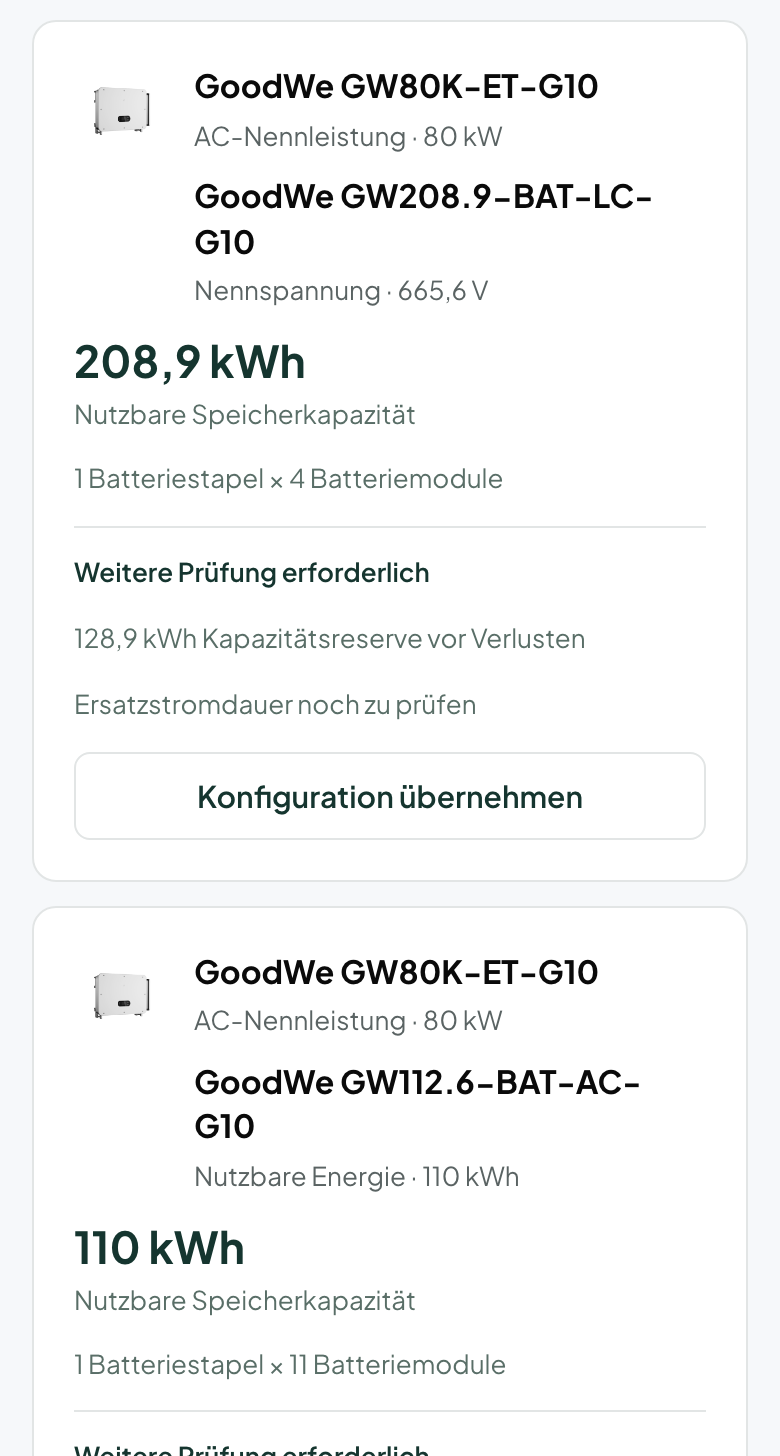 GoodWe GW80K-ET-G10
AC-Nennleistung · 80 kW
GoodWe GW208.9-BAT-LC-
G10
Nennspannung · 665,6 V
208,9 kWh
Nutzbare Speicherkapazität
1 Batteriestapel × 4 Batteriemodule
Weitere Prüfung erforderlich
128,9 kWh Kapazitätsreserve vor Verlusten
Ersatzstromdauer noch zu prüfen
Konfiguration übernehmen
GoodWe GW80K-ET-G10
AC-Nennleistung · 80 kW
GoodWe GW112.6-BAT-AC-
G10
Nutzbare Energie · 110 kWh
110 kWh
Nutzbare Speicherkapazität
1 Batteriestapel × 11 Batteriemodule
Weitere Prüfung erforderlich